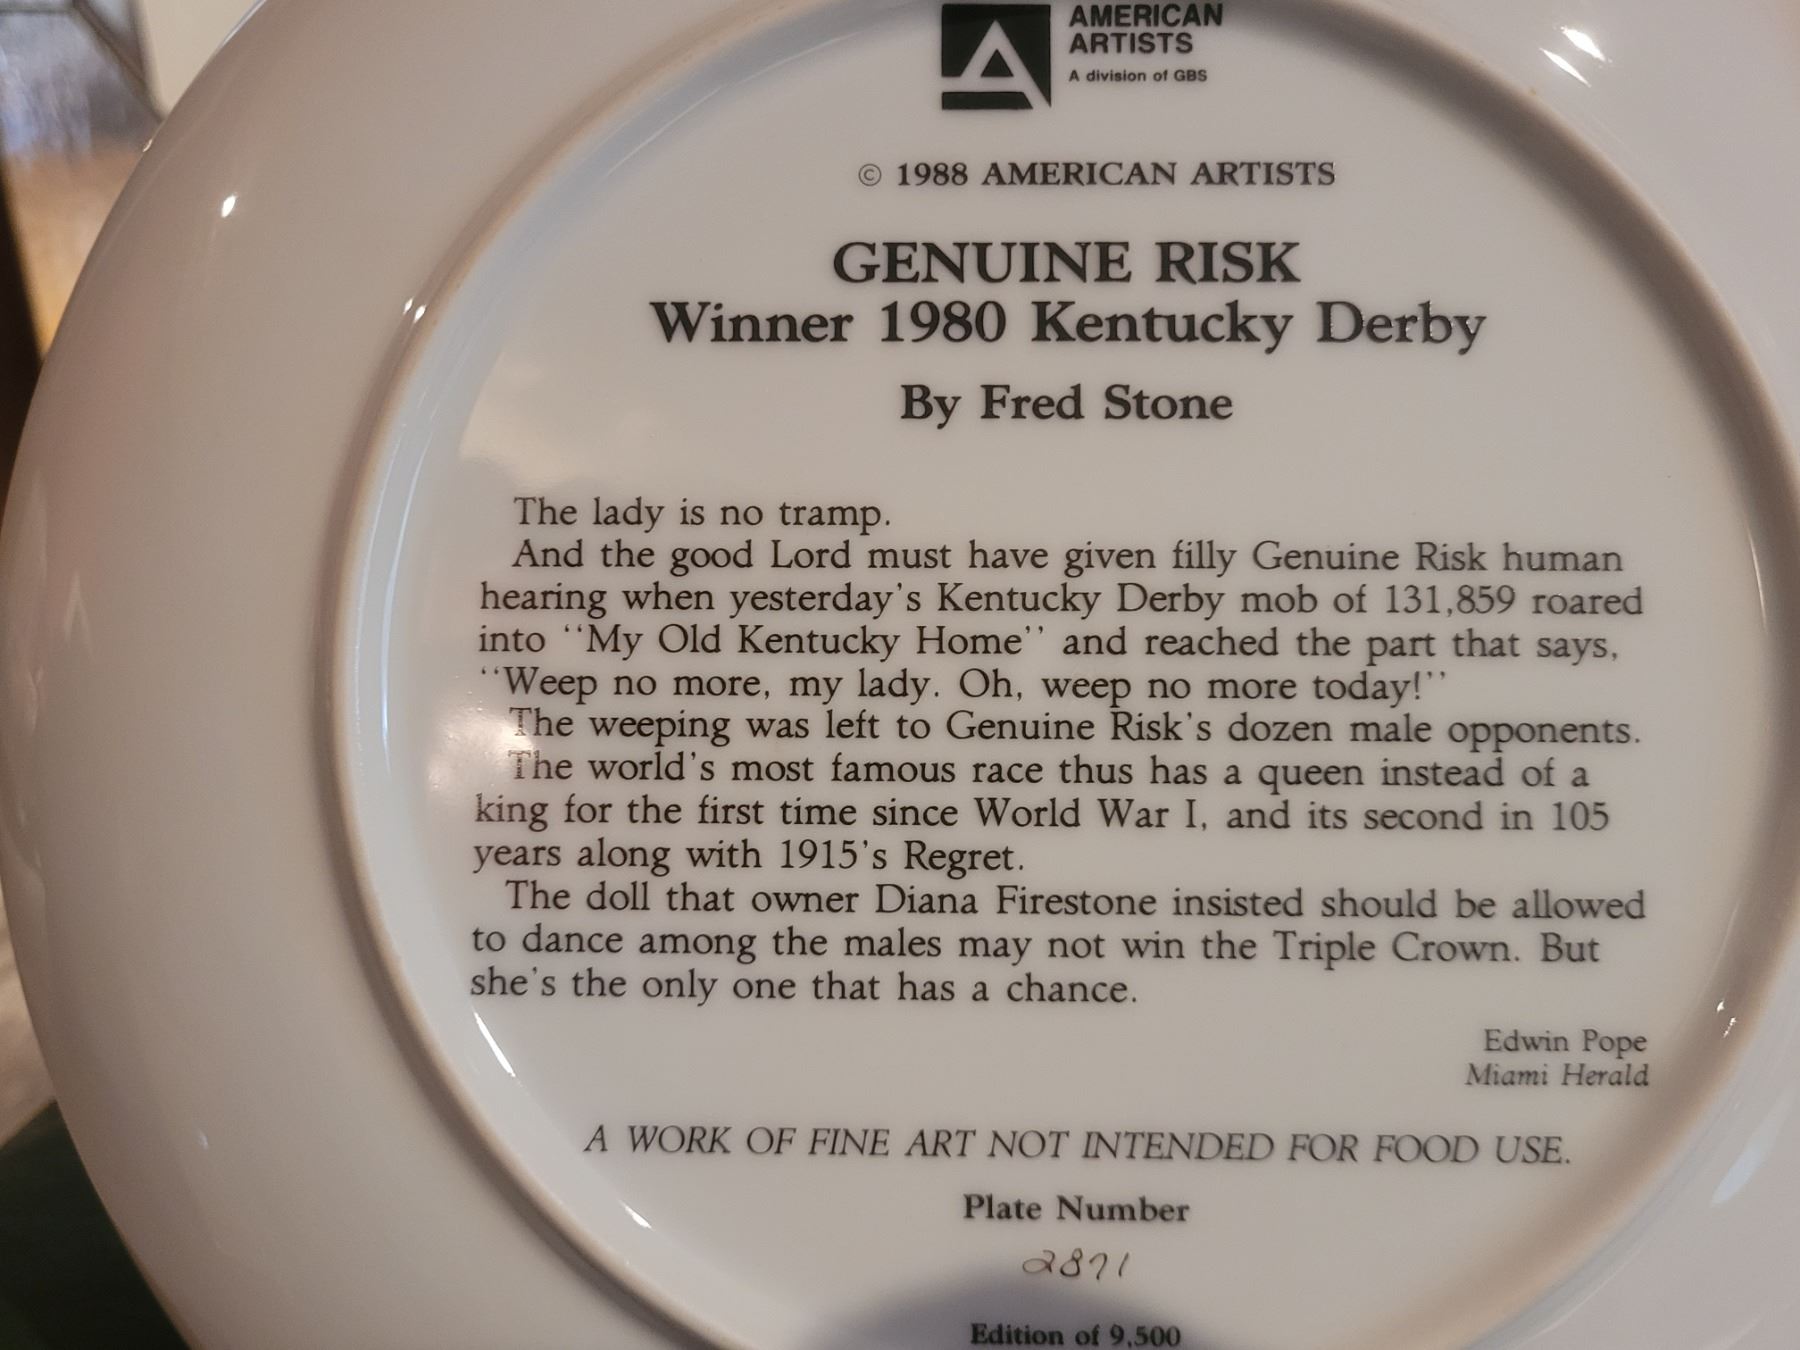 AMERICAN
ARTISTS
A division of GBS
© 1988 AMERICAN ARTISTS
GENUINE RISK
Winner 1980 Kentucky Derby
By Fred Stone
The lady is no tramp.
And the good Lord must have given filly Genuine Risk human
hearing when yesterday's Kentucky Derby mob of 131,859 roared
into "My Old Kentucky Home" and reached the part that says,
"Weep no more, my lady. Oh, weep no more today!"
The weeping was left to Genuine Risk's dozen male opponents.
The world's most famous race thus has a queen instead of a
king for the first time since World War I, and its second in 105
years along with 1915's Regret.
The doll that owner Diana Firestone insisted should be allowed
to dance among the males may not win the Triple Crown. But
she's the only one that has a chance.
Edwin Pope
Miami Herald
A WORK OF FINE ART NOT INTENDED FOR FOOD USE.
Plate Number
2871
Edition of 9,500